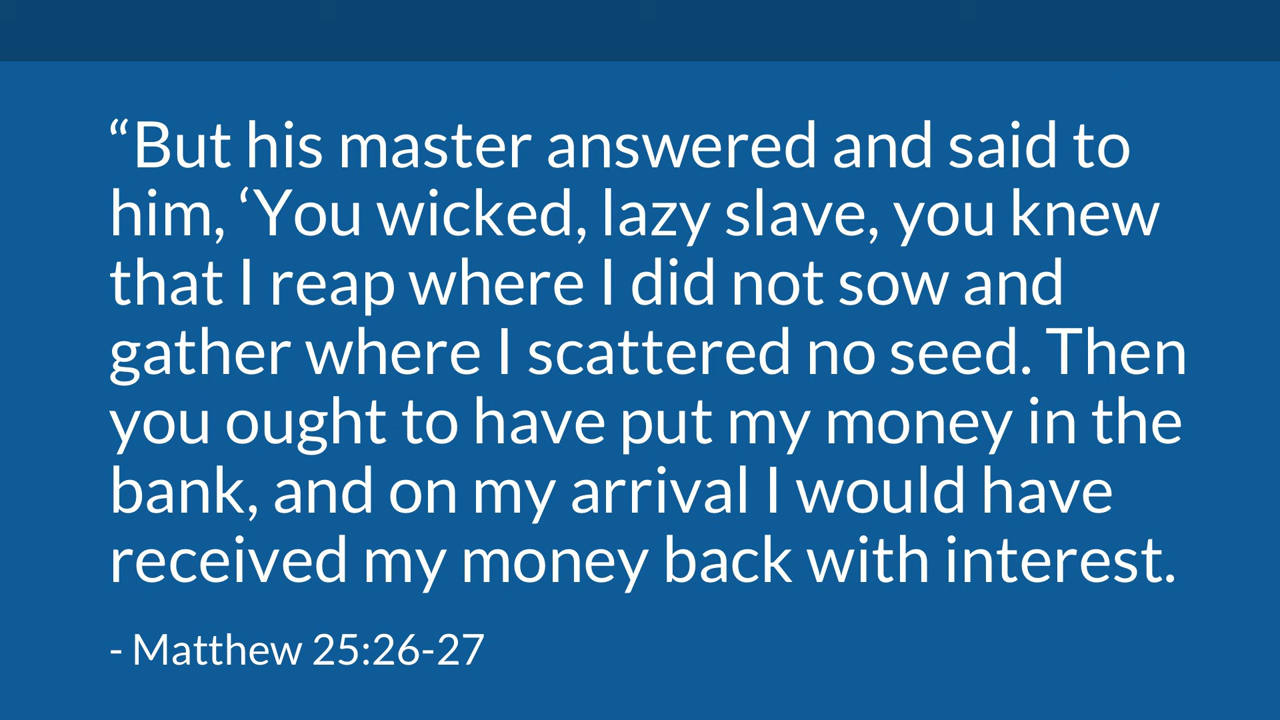 “But his master answered and said to
him, ‘You wicked, lazy slave, you knew
that I reap where I did not sow and
gather where I scattered no seed. Then
you ought to have put my money in the
bank, and on my arrival I would have
received my money back with interest.
- Matthew 25:26-27